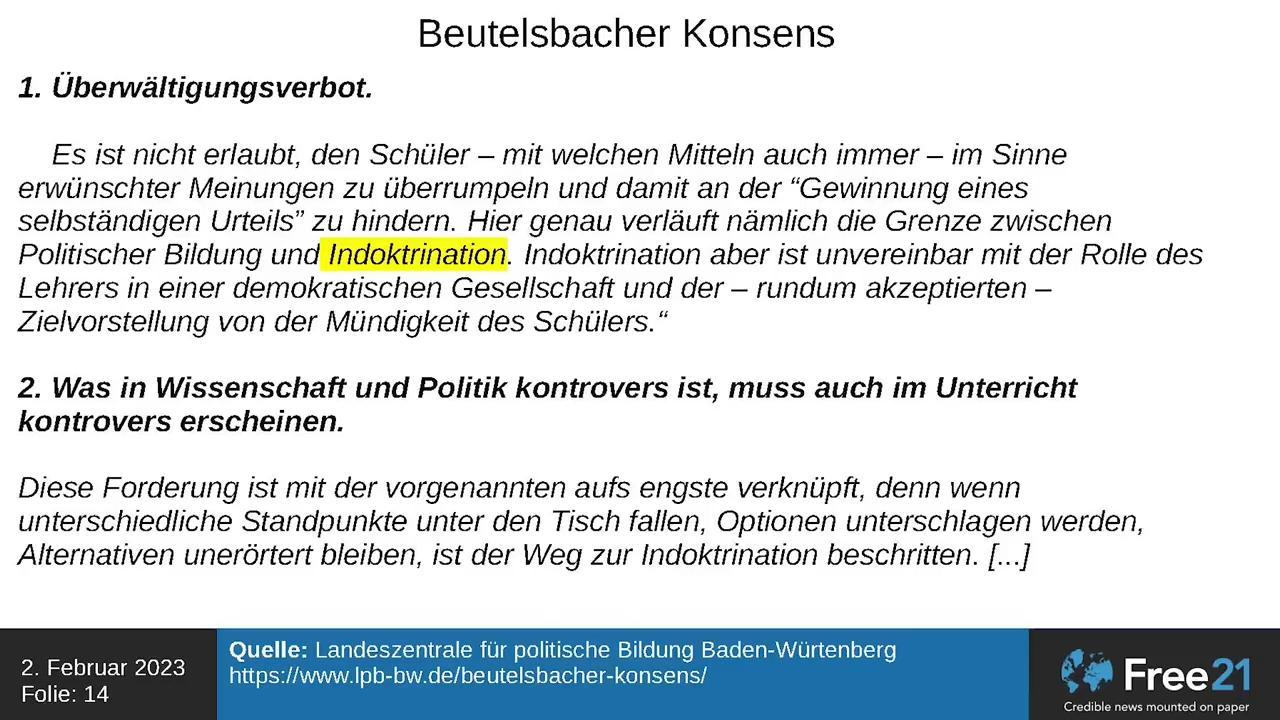 Beutelsbacher Konsens
1. Überwältigungsverbot.
Es ist nicht erlaubt, den Schüler – mit welchen Mitteln auch immer – im Sinne
erwünschter Meinungen zu überrumpeln und damit an der “Gewinnung eines
selbständigen Urteils” zu hindern. Hier genau verläuft nämlich die Grenze zwischen
Politischer Bildung und Indoktrination. Indoktrination aber ist unvereinbar mit der Rolle des
Lehrers in einer demokratischen Gesellschaft und der – rundum akzeptierten –
Zielvorstellung von der Mündigkeit des Schülers.“
2. Was in Wissenschaft und Politik kontrovers ist, muss auch im Unterricht
kontrovers erscheinen.
Diese Forderung ist mit der vorgenannten aufs engste verknüpft, denn wenn
unterschiedliche Standpunkte unter den Tisch fallen, Optionen unterschlagen werden,
Alternativen unerörtert bleiben, ist der Weg zur Indoktrination beschritten. [...]
2. Februar 2023
Folie: 14
Quelle: Landeszentrale für politische Bildung Baden-Würtenberg
https://www.lpb-bw.de/beutelsbacher-konsens/
Free21
Credible news mounted on paper